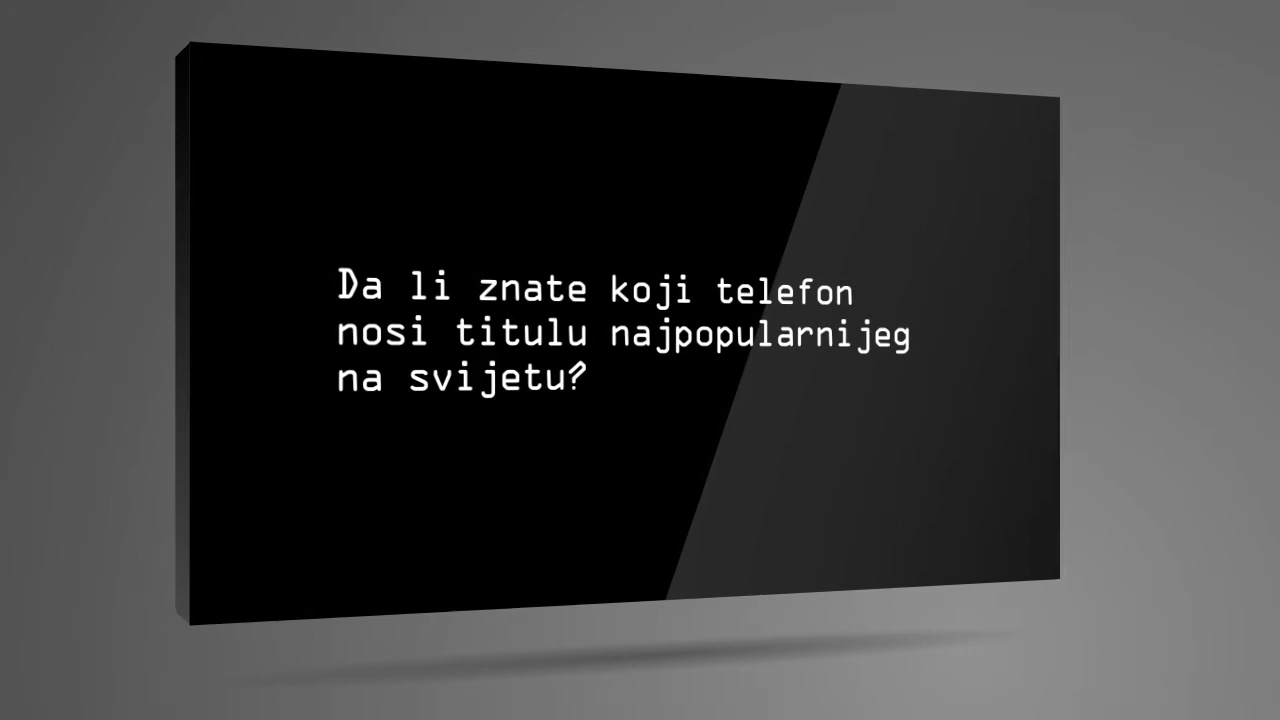 Da li znate koji telefon
nosi titulu najpopularnijeg
na svijetu?